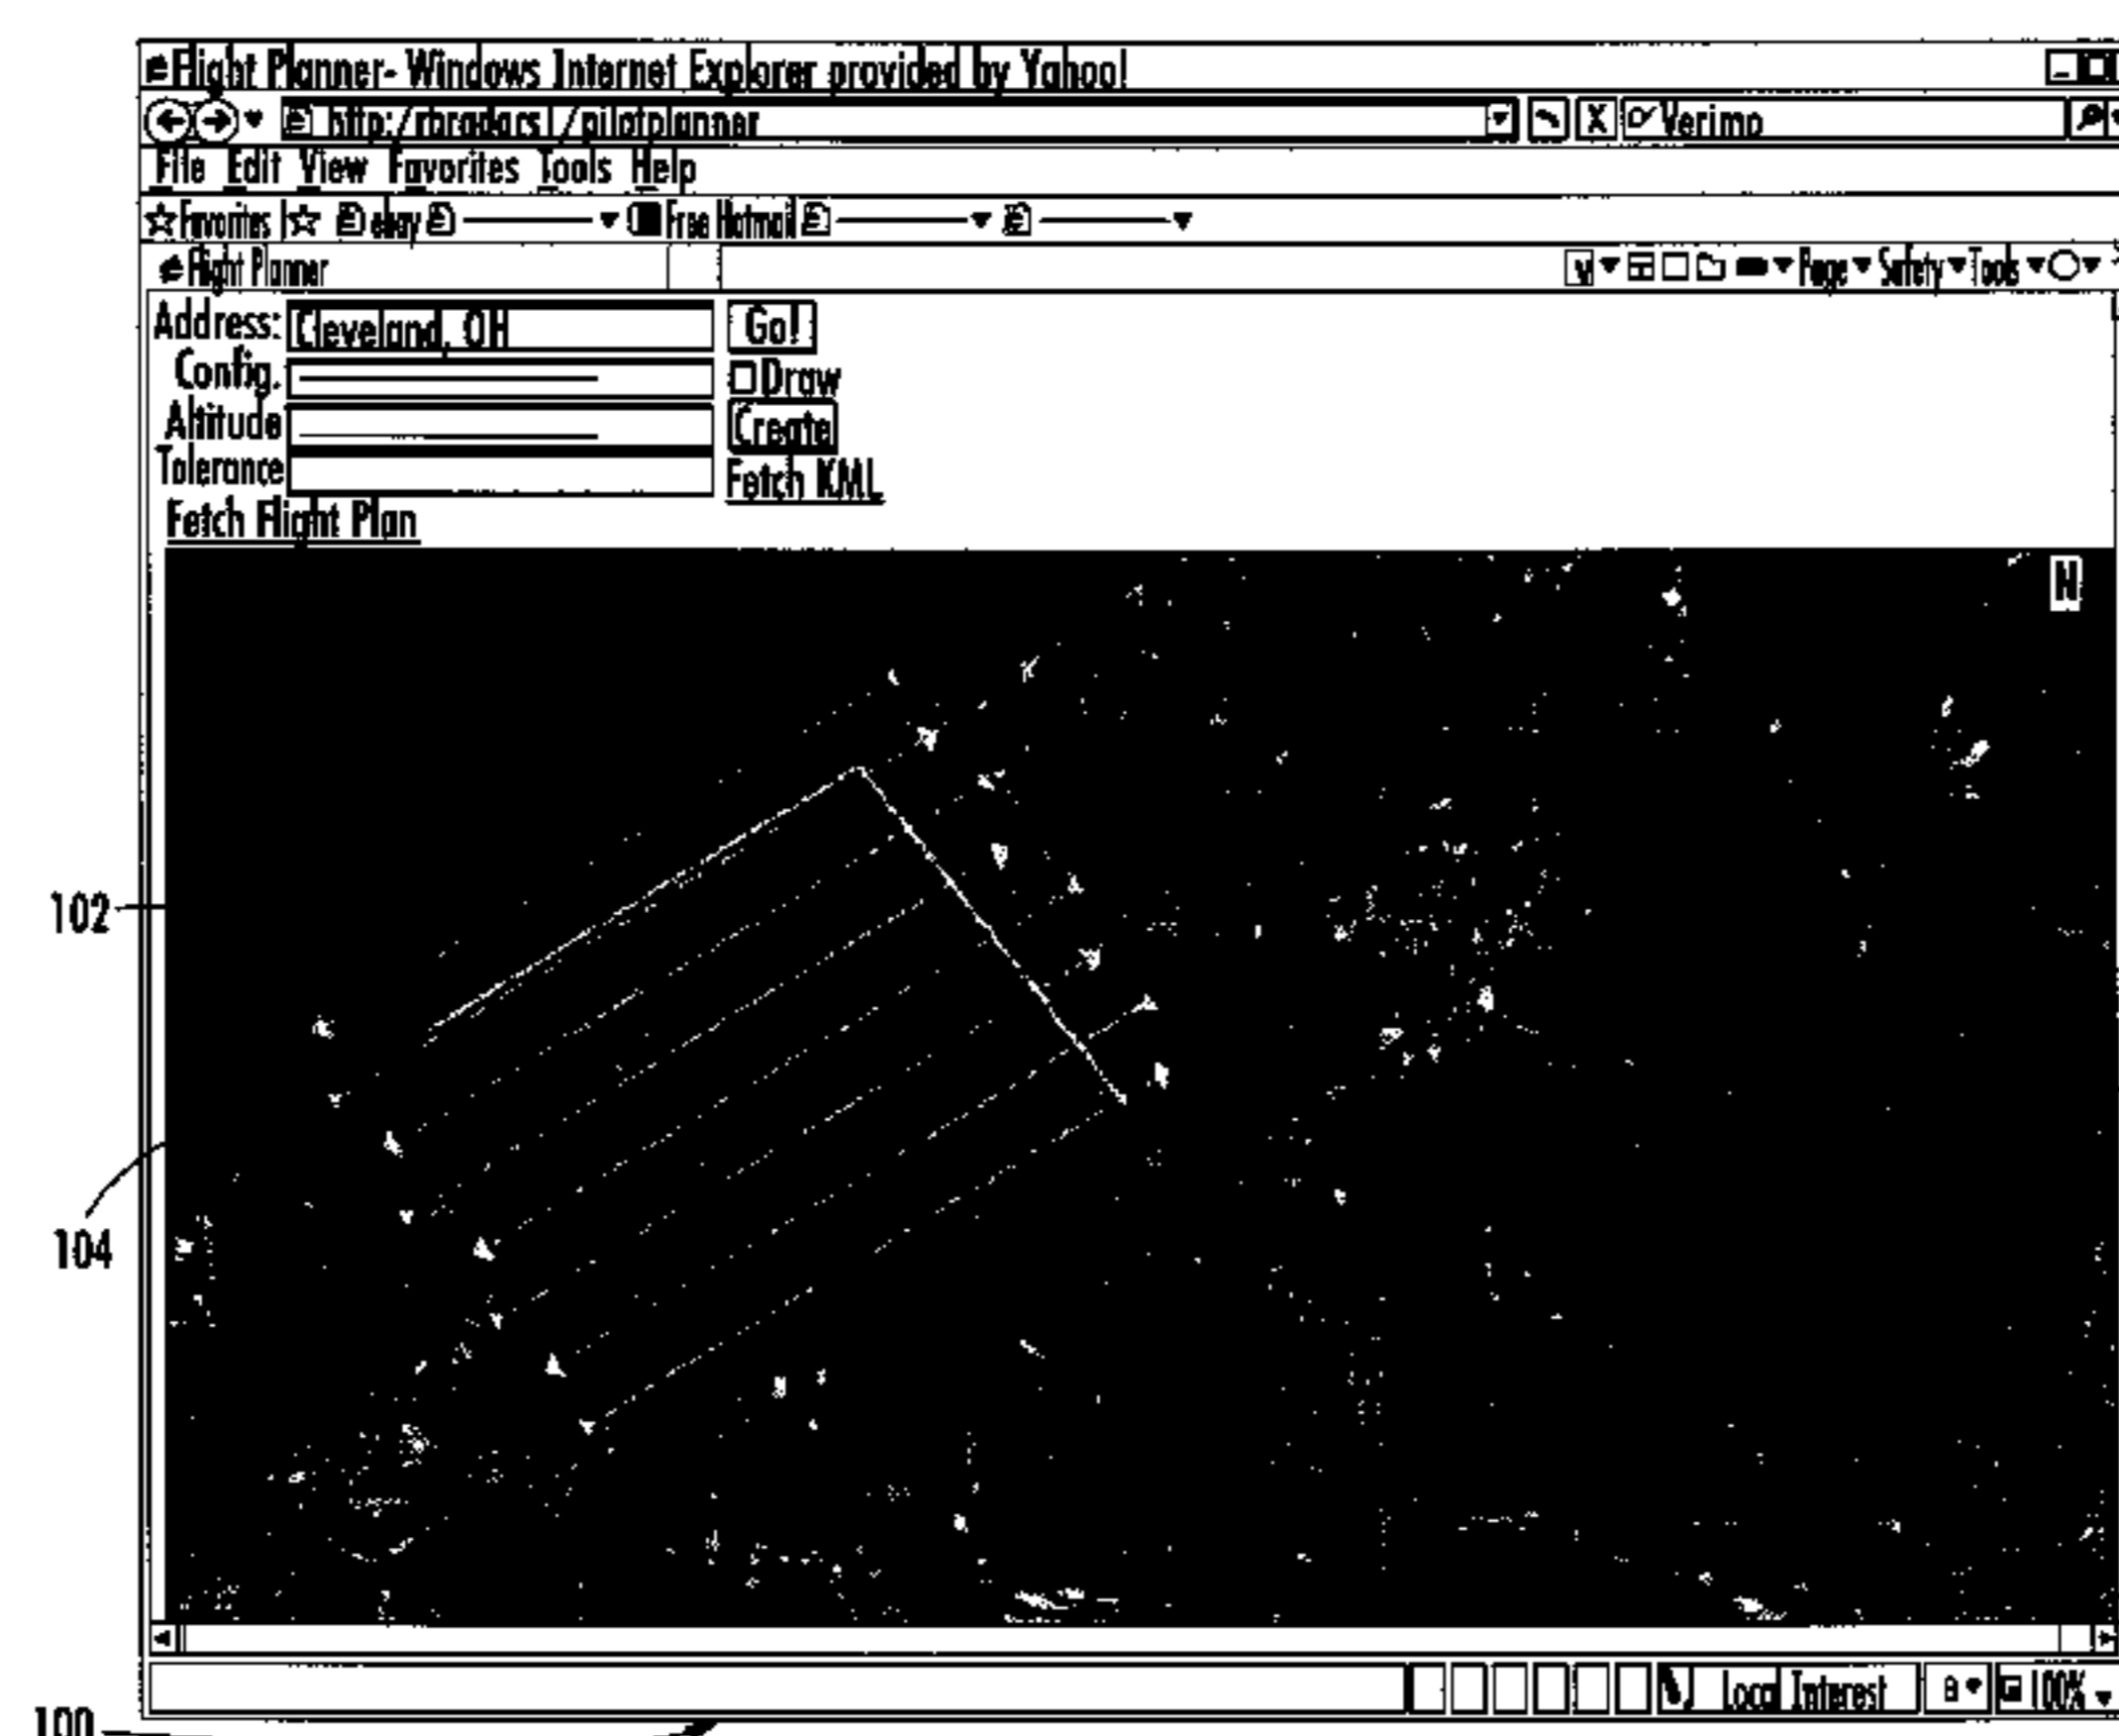 Flight Planner- Windows Internet Explorer provided by Yahoo!
http:/rbradars1/pilotplanner
X
Verimo
File Edit View Favorites Tools Help
Favorites ebay Free Hotmail
Flight Planner
Page Safety Tools
Address: Cleveland, OH Go!
Config. Draw
Altitude Create
Tolerance Fetch KML
Fetch Flight Plan
N
102
104
Local Interest
100%
100